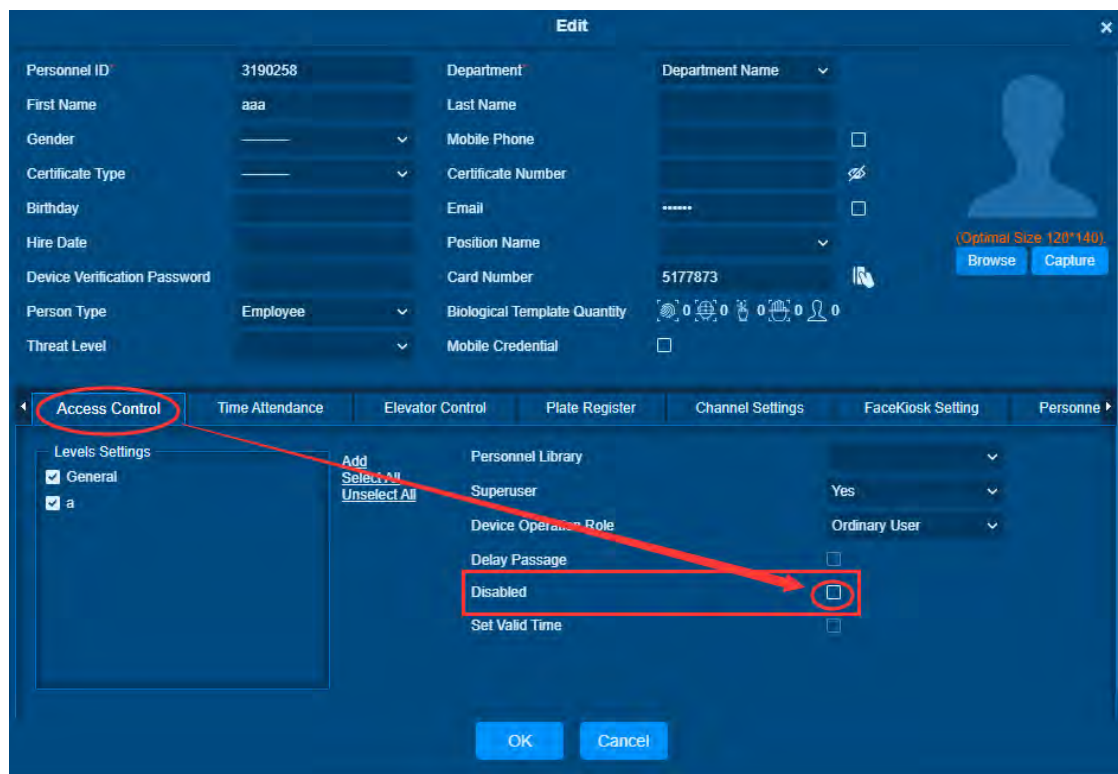 Edit
Personnel ID* 3190258 Department* Department Name
First Name aaa Last Name
Gender Mobile Phone
Certificate Type Certificate Number
Birthday Email ••••••
Hire Date Position Name
(Optimal Size 120*140).
Device Verification Password Card Number 5177873 Browse Capture
Person Type Employee Biological Template Quantity 0 0 0 0 0
Threat Level Mobile Credential
Access Control Time Attendance Elevator Control Plate Register Channel Settings FaceKiosk Setting Personne
Levels Settings
General
a
Add
Select All
Unselect All
Personnel Library
Superuser Yes
Device Operation Role Ordinary User
Delay Passage
Disabled
Set Valid Time
OK Cancel